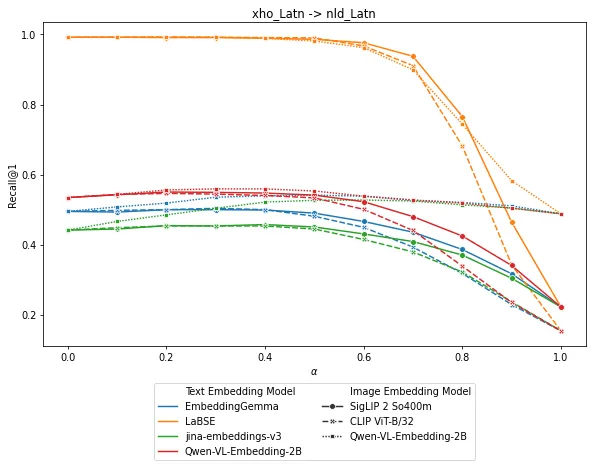 xho_Latn -> nld_Latn
1.0
0.8
0.6
0.4
0.2
Recall@1
0.0 0.2 0.4 0.6 0.8 1.0
α
Text Embedding Model Image Embedding Model
EmbeddingGemma SigLIP 2 So400m
LaBSE CLIP ViT-B/32
jina-embeddings-v3 Qwen-VL-Embedding-2B
Qwen-VL-Embedding-2B